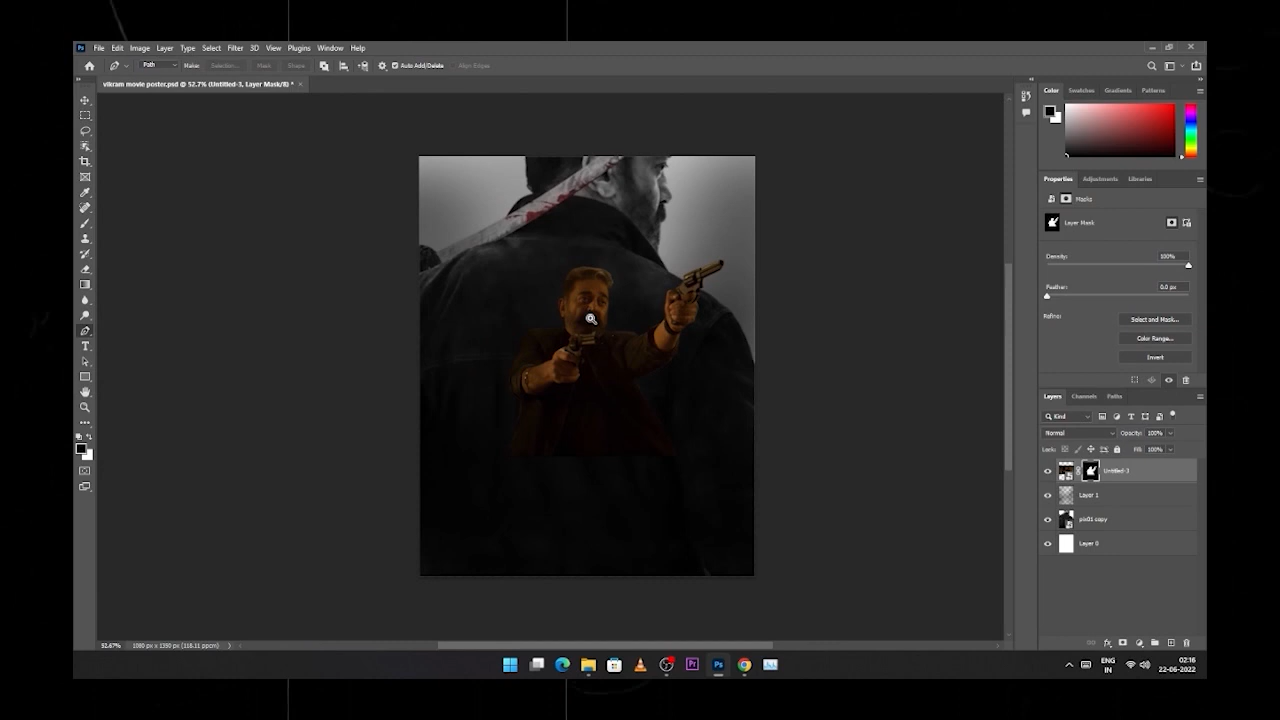 Ps File Edit Image Layer Type Select Filter 3D View Plugins Window Help
Path Make: Selection... Mask Shape Auto Add/Delete Align Edges
vikram movie poster.psd @ 52.7% (Untitled-3, Layer Mask/8) *
Color Swatches Gradients Patterns
Properties Adjustments Libraries
Masks
Layer Mask
Density: 100%
Feather: 0.0 px
Refine: Select and Mask...
Color Range...
Invert
Layers Channels Paths
Kind
Normal Opacity: 100%
Lock: Fill: 100%
Untitled-3
Layer 1
pix01 copy
Layer 0
52.67% 1080 px x 1350 px (118.11 ppcm)
Pr Ps ENG IN 02:16 22-06-2022